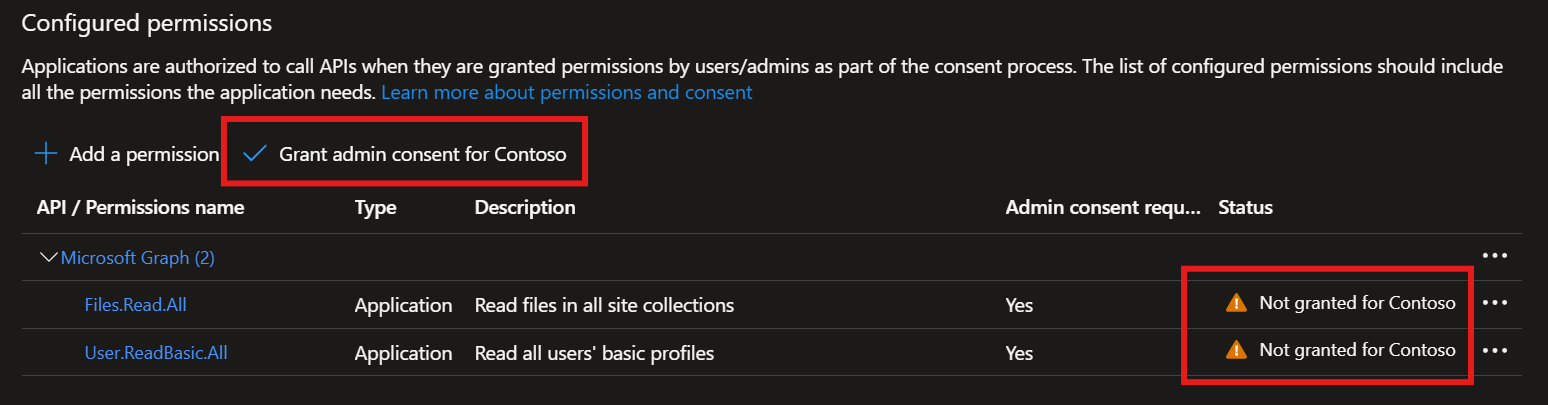 Configured permissions
Applications are authorized to call APIs when they are granted permissions by users/admins as part of the consent process. The list of configured permissions should include
all the permissions the application needs. Learn more about permissions and consent
Add a permission Grant admin consent for Contoso
API / Permissions name Type Description Admin consent requ... Status
Microsoft Graph (2)
Files.Read.All Application Read files in all site collections Yes Not granted for Contoso
User.ReadBasic.All Application Read all users' basic profiles Yes Not granted for Contoso